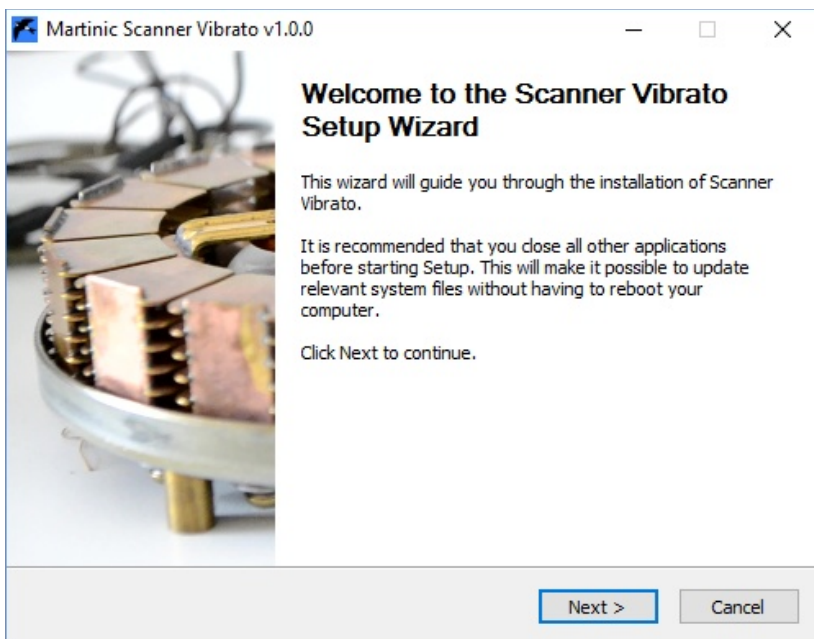 Martinic Scanner Vibrato v1.0.0
Welcome to the Scanner Vibrato
Setup Wizard
This wizard will guide you through the installation of Scanner
Vibrato.
It is recommended that you close all other applications
before starting Setup. This will make it possible to update
relevant system files without having to reboot your
computer.
Click Next to continue.
Next >
Cancel